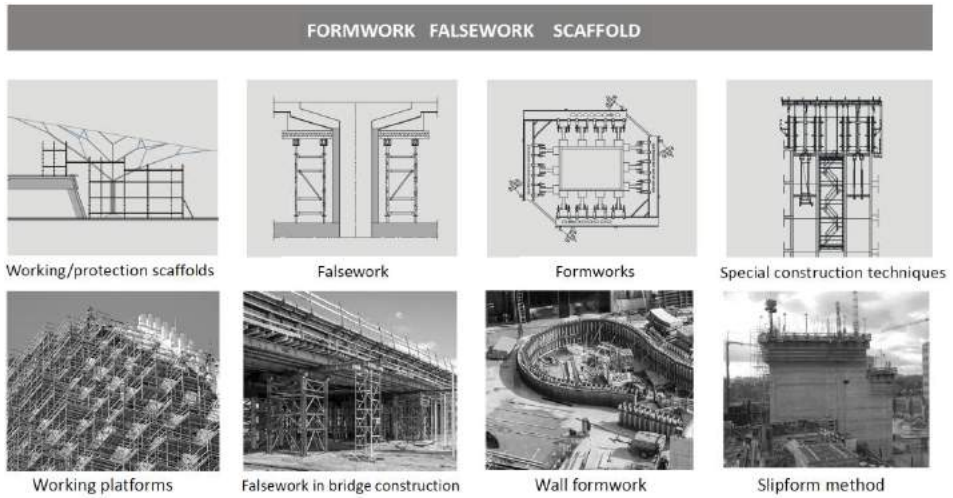 FORMWORK FALSEWORK SCAFFOLD
Working/protection scaffolds
Falsework
Formworks
Special construction techniques
Working platforms
Falsework in bridge construction
Wall formwork
Slipform method